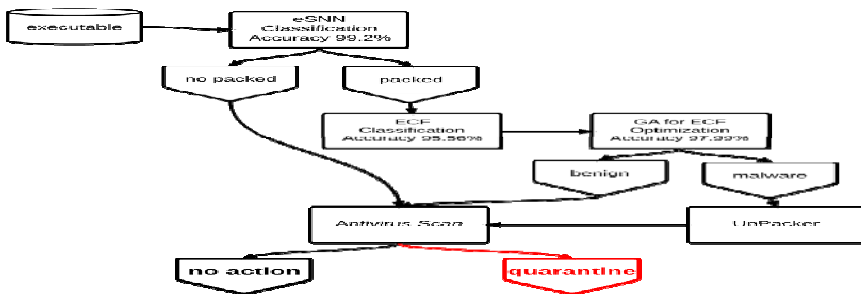 executable
eSNN
Classification
Accuracy 99.2%
no packed
packed
ECF
Classification
Accuracy 95.56%
GA for ECF
Optimization
Accuracy 97.99%
benign
malware
Antivirus Scan
UnPacker
no action
quarantine